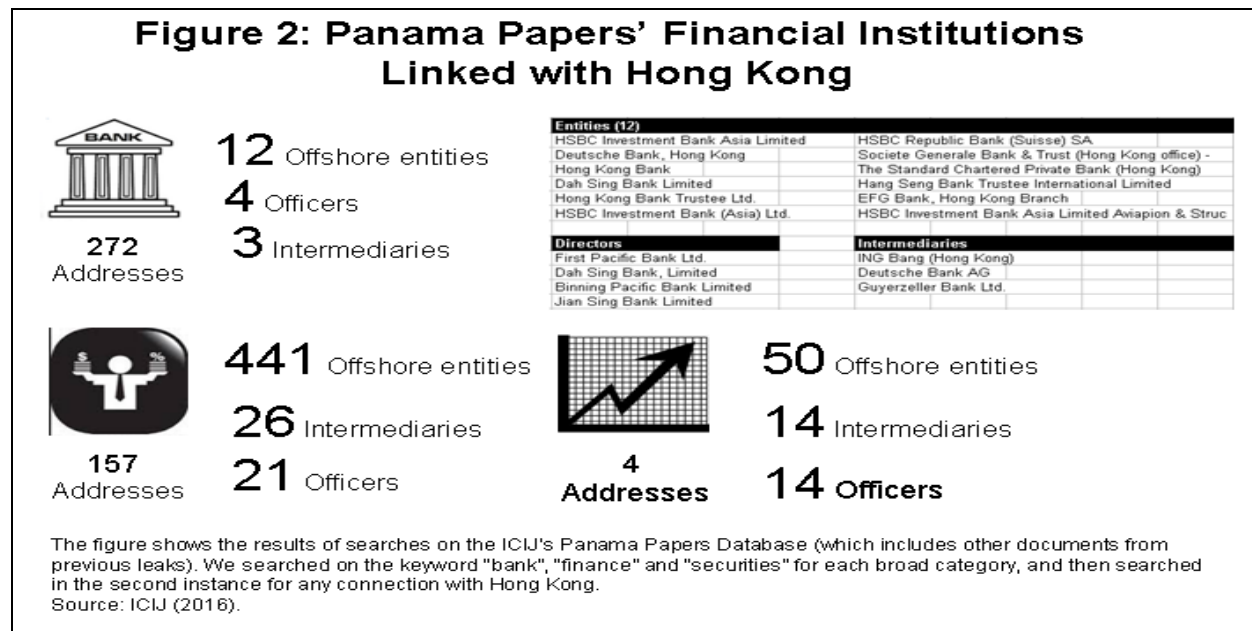 Figure 2: Panama Papers' Financial Institutions
Linked with Hong Kong
BANK
12 Offshore entities
4 Officers
3 Intermediaries
272
Addresses
Entities (12)
HSBC Investment Bank Asia Limited HSBC Republic Bank (Suisse) SA
Deutsche Bank, Hong Kong Societe Generale Bank & Trust (Hong Kong office) -
Hong Kong Bank The Standard Chartered Private Bank (Hong Kong)
Dah Sing Bank Limited Hang Seng Bank Trustee International Limited
Hong Kong Bank Trustee Ltd. EFG Bank, Hong Kong Branch
HSBC Investment Bank (Asia) Ltd. HSBC Investment Bank Asia Limited Aviapion & Struc
Directors Intermediaries
First Pacific Bank Ltd. ING Bang (Hong Kong)
Dah Sing Bank, Limited Deutsche Bank AG
Binning Pacific Bank Limited Guyerzeller Bank Ltd.
Jian Sing Bank Limited
$ %
441 Offshore entities
26 Intermediaries
21 Officers
157
Addresses
50 Offshore entities
14 Intermediaries
14 Officers
4
Addresses
The figure shows the results of searches on the ICIJ's Panama Papers Database (which includes other documents from
previous leaks). We searched on the keyword "bank", "finance" and "securities" for each broad category, and then searched
in the second instance for any connection with Hong Kong.
Source: ICIJ (2016).